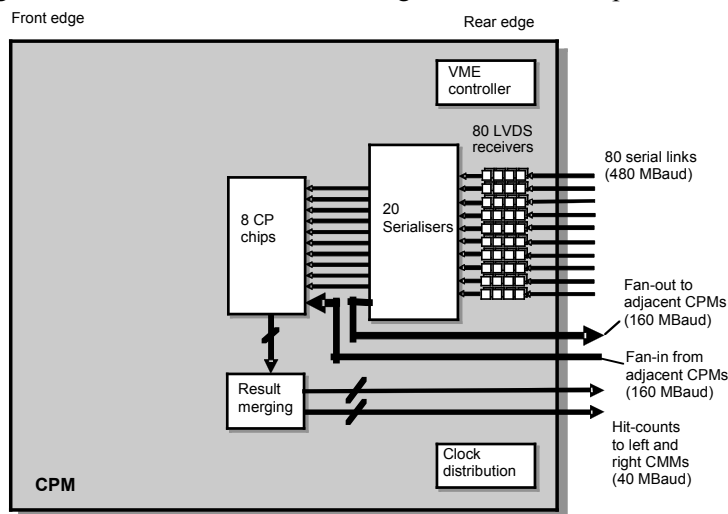 Front edge
Rear edge
VME
controller
80 LVDS
receivers
80 serial links
(480 MBaud)
8 CP
chips
20
Serialisers
Fan-out to
adjacent CPMs
(160 MBaud)
Fan-in from
adjacent CPMs
(160 MBaud)
Result
merging
Hit-counts
to left and
right CMMs
(40 MBaud)
Clock
distribution
CPM